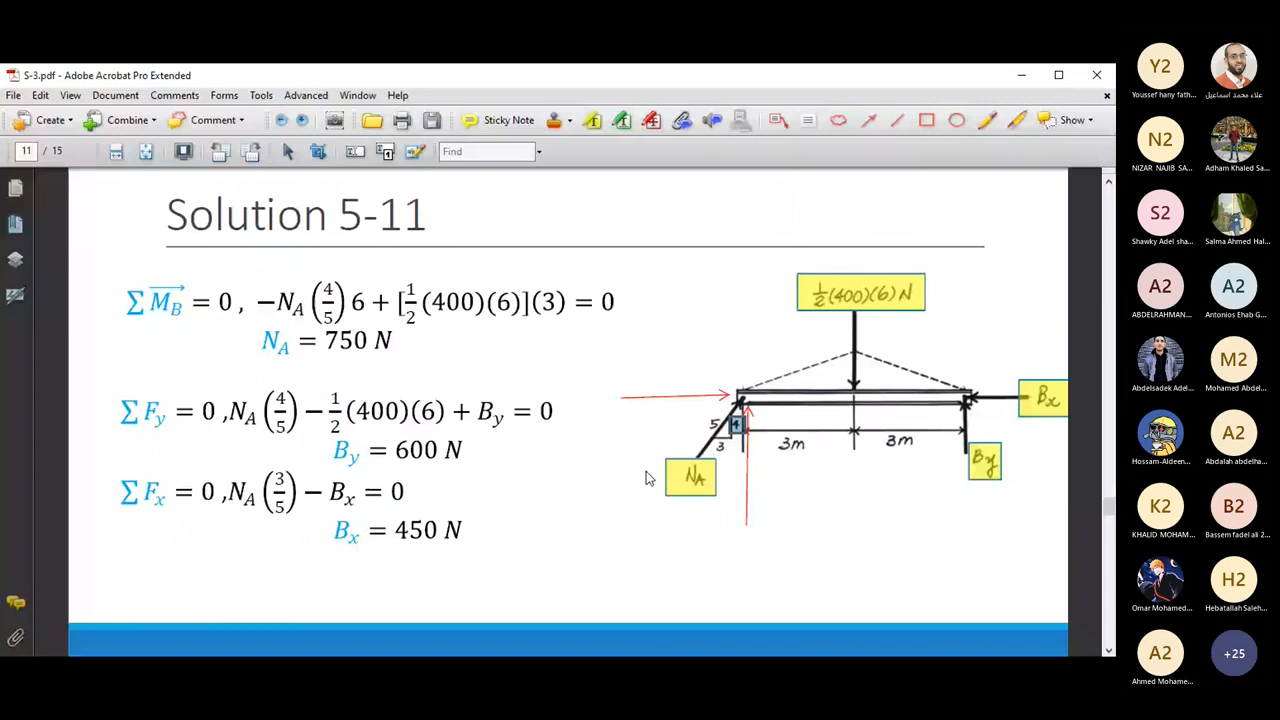 S-3.pdf - Adobe Acrobat Pro Extended
File Edit View Document Comments Forms Tools Advanced Window Help
Create Combine Comment Sticky Note Show
11 / 15 Find
Solution 5-11
∑ M_B = 0 , −N_A (4/5) 6 + [1/2 (400)(6)](3) = 0
N_A = 750 N
∑ F_y = 0 , N_A (4/5) − 1/2 (400)(6) + B_y = 0
B_y = 600 N
∑ F_x = 0 , N_A (3/5) − B_x = 0
B_x = 450 N
1/2 (400)(6) N
Bx
5 4
3
3m 3m
NA
By
Y2
Youssef hany fath...
علاء محمد اسماعيل
N2
NIZAR NAJIB SA...
Adham Khaled Sa...
S2
Shawky Adel sha...
Salma Ahmed Hal...
A2
ABDELRAHMAN...
A2
Antonios Ehab G...
Abdelsadek Adel...
M2
Mohamed Abdel...
Hossam-Aldeen...
A2
Abdalah abdelha...
K2
KHALID MOHAM...
B2
Bassem fadel ali 2...
Omar Mohamed...
H2
Hebatallah Saleh...
A2
Ahmed Mohame...
+25